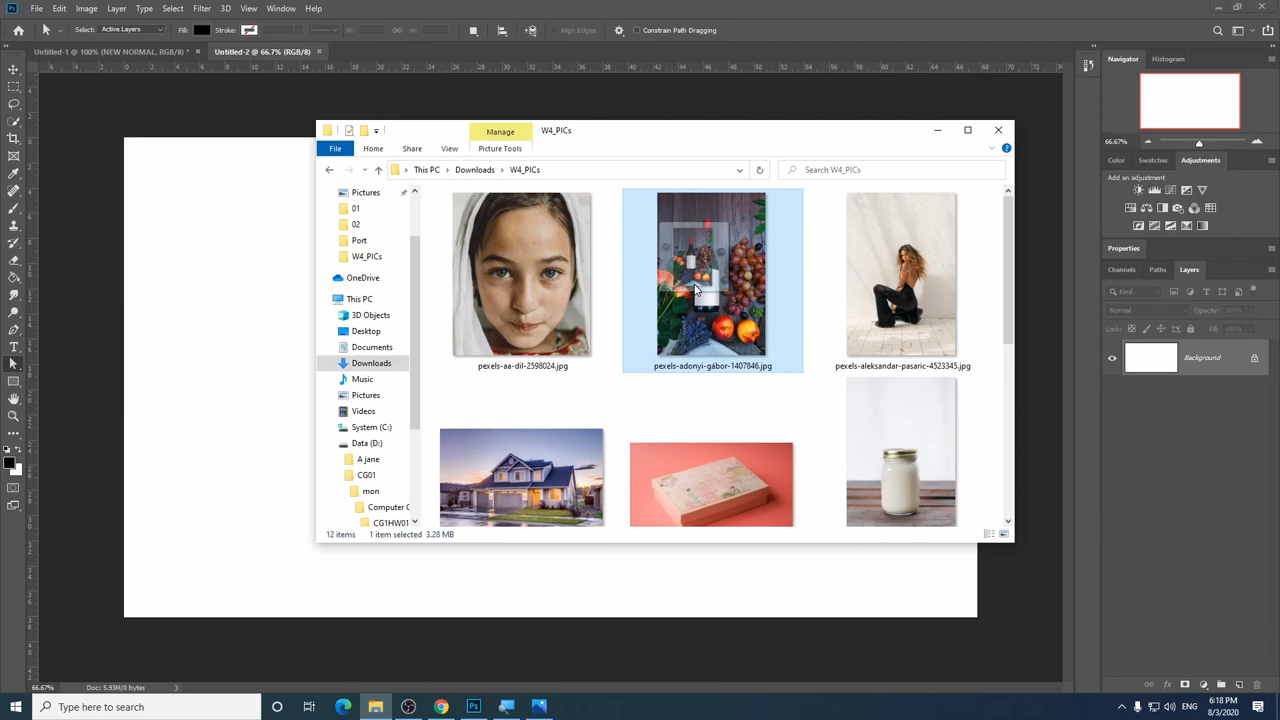 Ps File Edit Image Layer Type Select Filter 3D View Window Help
Select: Active Layers Fill: Stroke: W: GO H: Align Edges Constrain Path Dragging
Untitled-1 @ 100% (NEW NORMAL, RGB/8) * × Untitled-2 @ 66.7% (RGB/8) ×
Navigator Histogram
66.67%
Color Swatches Adjustments
Add an adjustment
Properties
Channels Paths Layers
Kind
Normal Opacity: 100%
Lock: Fill: 100%
Background
Manage W4_PICs
File Home Share View Picture Tools
This PC Downloads W4_PICs Search W4_PICs
Pictures
01
02
Port
W4_PICs
OneDrive
This PC
3D Objects
Desktop
Documents
Downloads
Music
Pictures
Videos
System (C:)
Data (D:)
A jane
CG01
mon
Computer G
CG1HW01
pexels-aa-dil-2598024.jpg
pexels-adonyi-gábor-1407846.jpg
pexels-aleksandar-pasaric-4523345.jpg
12 items 1 item selected 3.28 MB
66.67% Doc: 5.93M/0 bytes
Type here to search
ENG
6:18 PM
8/3/2020